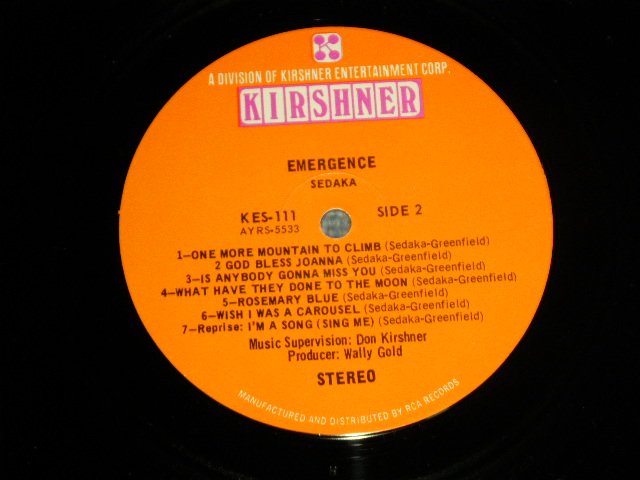 K
A DIVISION OF KIRSHNER ENTERTAINMENT CORP.
KIRSHNER
EMERGENCE
SEDAKA
KES-111 SIDE 2
AYRS-5533
1—ONE MORE MOUNTAIN TO CLIMB (Sedaka-Greenfield)
2 GOD BLESS JOANNA (Sedaka-Greenfield)
3—IS ANYBODY GONNA MISS YOU (Sedaka-Greenfield)
4—WHAT HAVE THEY DONE TO THE MOON (Sedaka-Greenfield)
5—ROSEMARY BLUE (Sedaka-Greenfield)
6—WISH I WAS A CAROUSEL (Sedaka-Greenfield)
7—Reprise: I'M A SONG (SING ME) (Sedaka-Greenfield)
Music Supervision: Don Kirshner
Producer: Wally Gold
STEREO
MANUFACTURED AND DISTRIBUTED BY RCA RECORDS